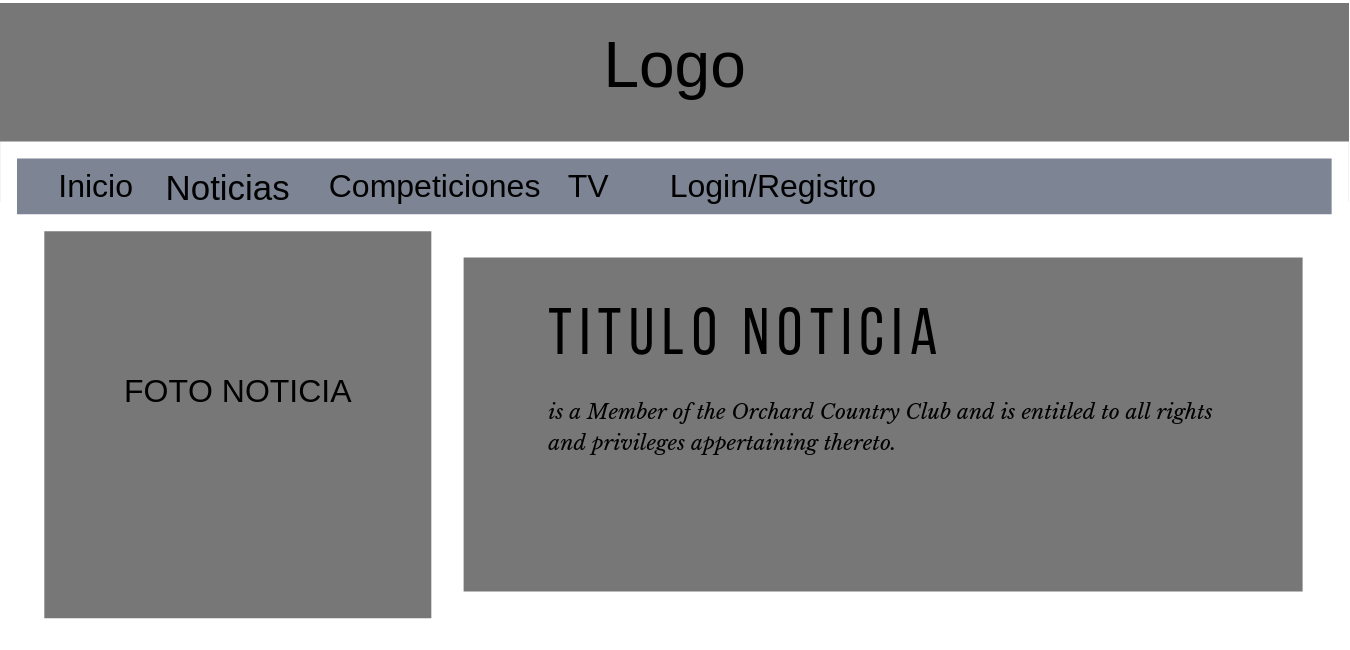 Logo
Inicio Noticias Competiciones TV Login/Registro
FOTO NOTICIA
TITULO NOTICIA
is a Member of the Orchard Country Club and is entitled to all rights
and privileges appertaining thereto.